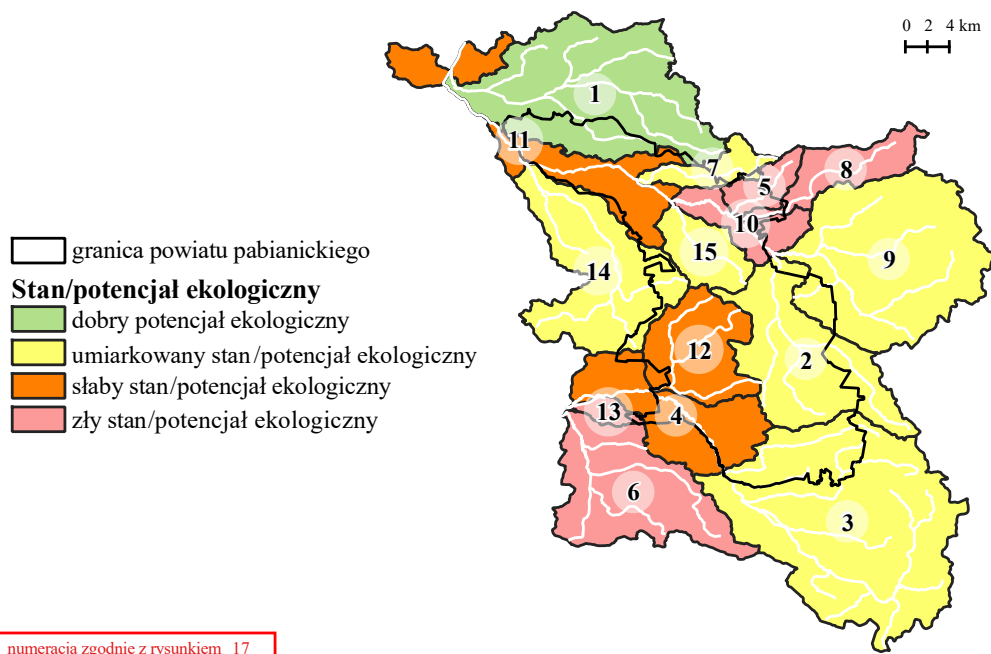 0 2 4 km
1
11
7
5
8
10
9
15
14
12
2
13
4
6
3
granica powiatu pabianickiego
Stan/potencjał ekologiczny
dobry potencjał ekologiczny
umiarkowany stan/potencjał ekologiczny
słaby stan/potencjał ekologiczny
zły stan/potencjał ekologiczny
numeracja zgodnie z rysunkiem 17